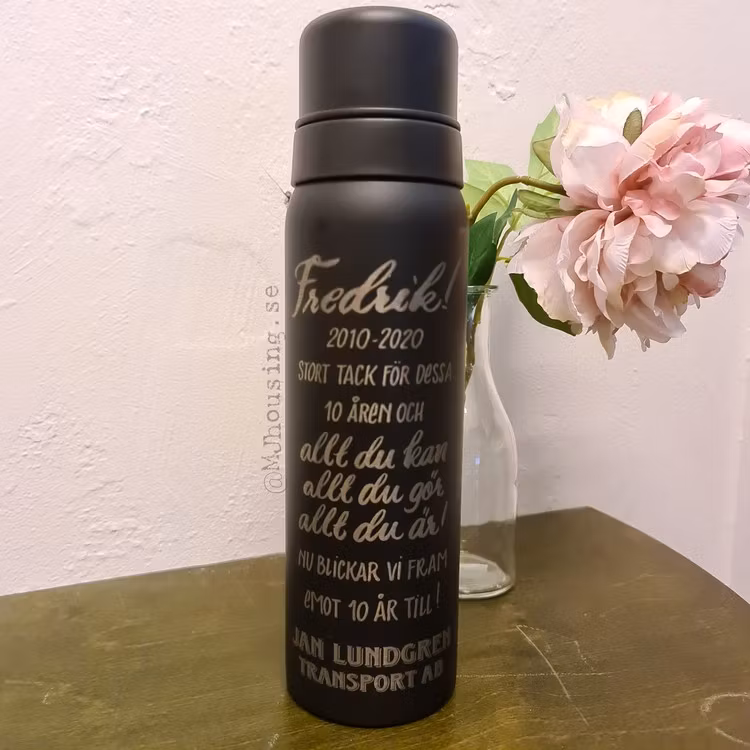 Fredrik!
2010-2020
STORT TACK FÖR DESSA
10 ÅREN OCH
allt du kan
allt du gör
allt du är!
NU BLICKAR VI FRAM
EMOT 10 ÅR TILL!
JAN LUNDGREN
TRANSPORT AB
@MJhousing.se